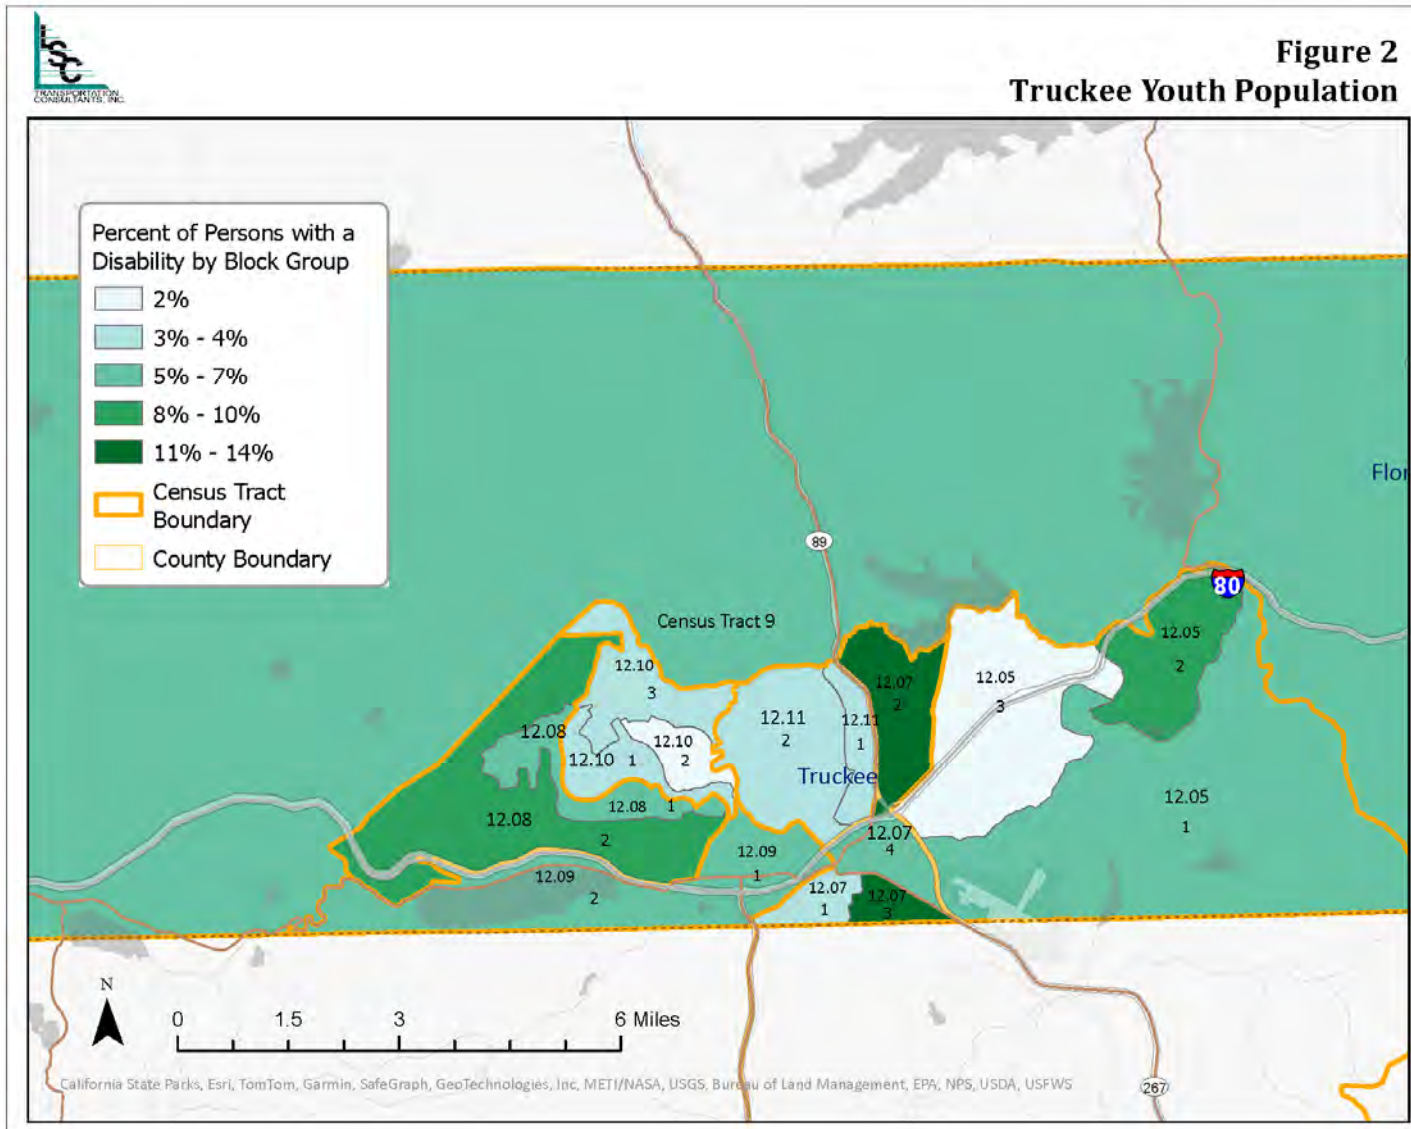 LSC
TRANSPORTATION
CONSULTANTS, INC.
Figure 2
Truckee Youth Population
Percent of Persons with a
Disability by Block Group
2%
3% - 4%
5% - 7%
8% - 10%
11% - 14%
Census Tract
Boundary
County Boundary
89
Flor
80
Census Tract 9
12.05
2
12.10
3
12.07
2
12.05
3
12.11
2
12.11
1
12.08
12.10
1
12.10
2
Truckee
12.08
1
12.05
1
12.08
2
12.07
4
12.09
1
12.09
2
12.07
1
12.07
3
N
0 1.5 3 6 Miles
California State Parks, Esri, TomTom, Garmin, SafeGraph, GeoTechnologies, Inc, METI/NASA, USGS, Bureau of Land Management, EPA, NPS, USDA, USFWS
267